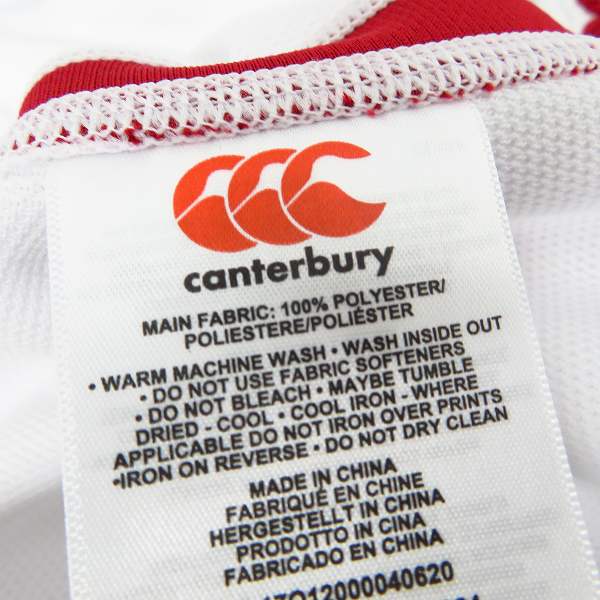 canterbury
MAIN FABRIC: 100% POLYESTER/
POLIESTERE/POLIÉSTER
• WARM MACHINE WASH • WASH INSIDE OUT
• DO NOT USE FABRIC SOFTENERS
• DO NOT BLEACH • MAYBE TUMBLE
DRIED - COOL • COOL IRON - WHERE
APPLICABLE DO NOT IRON OVER PRINTS
•IRON ON REVERSE • DO NOT DRY CLEAN
MADE IN CHINA
FABRIQUÉ EN CHINE
HERGESTELLT IN CHINA
PRODOTTO IN CINA
FABRICADO EN CHINA